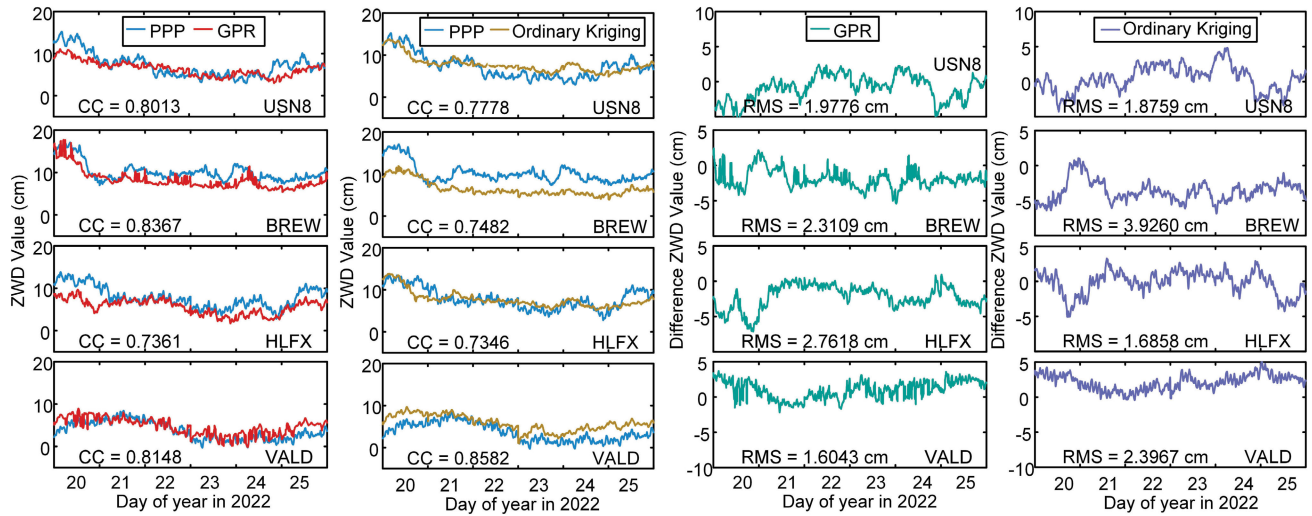 20
10
0
PPP
GPR
CC = 0.8013
USN8
20
10
0
CC = 0.8367
BREW
20
10
0
CC = 0.7361
HLFX
20
10
0
CC = 0.8148
VALD
20 21 22 23 24 25
Day of year in 2022
ZWD Value (cm)
20
10
0
PPP
Ordinary Kriging
CC = 0.7778
USN8
20
10
0
CC = 0.7482
BREW
20
10
0
CC = 0.7346
HLFX
20
10
0
CC = 0.8582
VALD
20 21 22 23 24 25
Day of year in 2022
ZWD Value (cm)
10
5
0
GPR
USN8
RMS = 1.9776 cm
5
0
-5
RMS = 2.3109 cm
BREW
5
0
-5
RMS = 2.7618 cm
HLFX
5
0
-5
-10
RMS = 1.6043 cm
VALD
20 21 22 23 24 25
Day of year in 2022
Difference ZWD Value (cm)
10
5
0
Ordinary Kriging
RMS = 1.8759 cm
USN8
5
0
-5
RMS = 3.9260 cm
BREW
5
0
-5
RMS = 1.6858 cm
HLFX
5
0
-5
-10
RMS = 2.3967 cm
VALD
20 21 22 23 24 25
Day of year in 2022
Difference ZWD Value (cm)